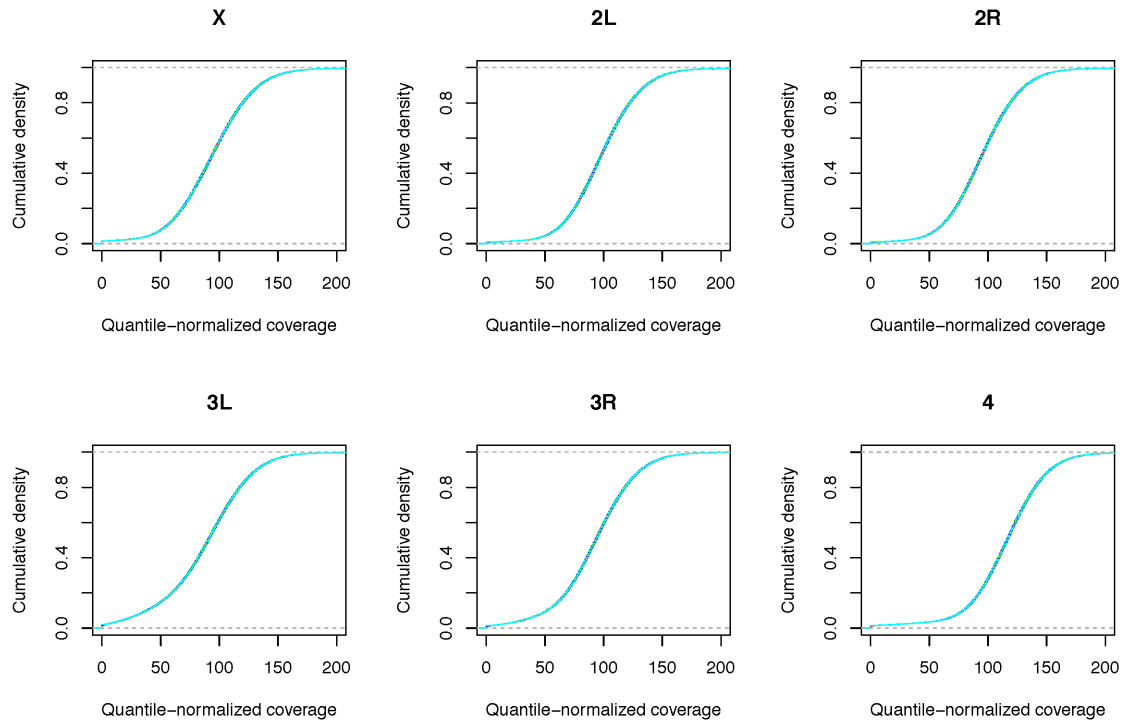 X
Cumulative density
0.0 0.4 0.8
0 50 100 150 200
Quantile−normalized coverage
2L
Cumulative density
0.0 0.4 0.8
0 50 100 150 200
Quantile−normalized coverage
2R
Cumulative density
0.0 0.4 0.8
0 50 100 150 200
Quantile−normalized coverage
3L
Cumulative density
0.0 0.4 0.8
0 50 100 150 200
Quantile−normalized coverage
3R
Cumulative density
0.0 0.4 0.8
0 50 100 150 200
Quantile−normalized coverage
4
Cumulative density
0.0 0.4 0.8
0 50 100 150 200
Quantile−normalized coverage